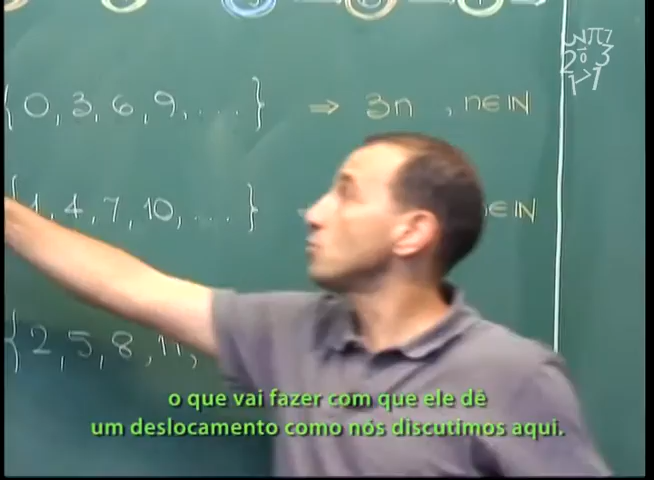 {0, 3, 6, 9, ....} ⇒ 3n , n∈ℕ
{1, 4, 7, 10, ....} ∈ ℕ
{2, 5, 8, 11,
o que vai fazer com que ele dê
um deslocamento como nós discutimos aqui.